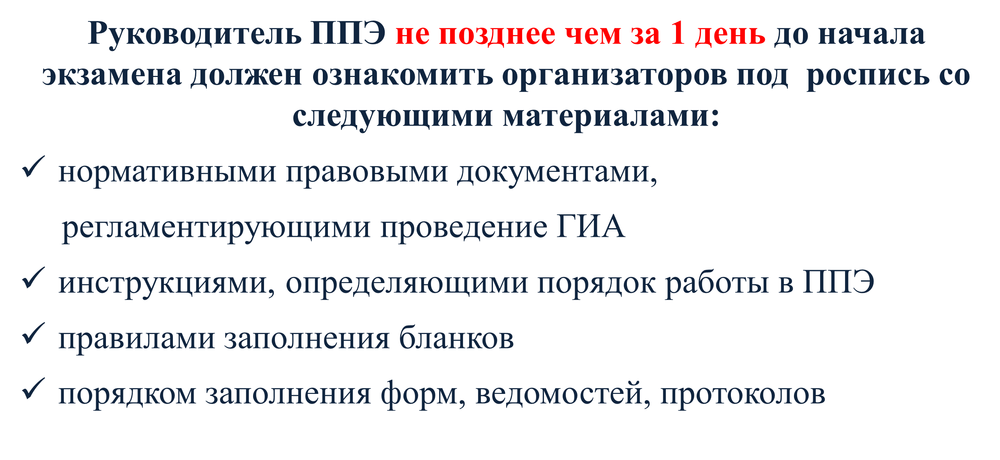 Руководитель ППЭ не позднее чем за 1 день до начала
экзамена должен ознакомить организаторов под  роспись со
следующими материалами:
✓ нормативными правовыми документами,
регламентирующими проведение ГИА
✓ инструкциями, определяющими порядок работы в ППЭ
✓ правилами заполнения бланков
✓ порядком заполнения форм, ведомостей, протоколов